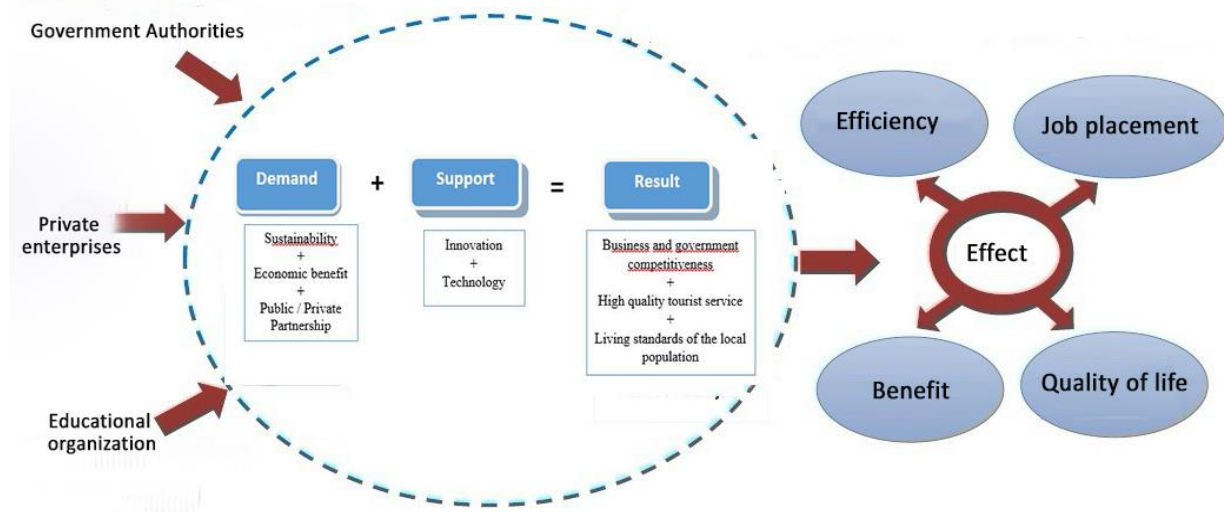 Government Authorities
Private
enterprises
Educational
organization
Demand
+
Support
=
Result
Sustainability
+
Economic benefit
+
Public / Private
Partnership
Innovation
+
Technology
Business and government
competitiveness
+
High quality tourist service
+
Living standards of the local
population
Efficiency
Job placement
Effect
Benefit
Quality of life